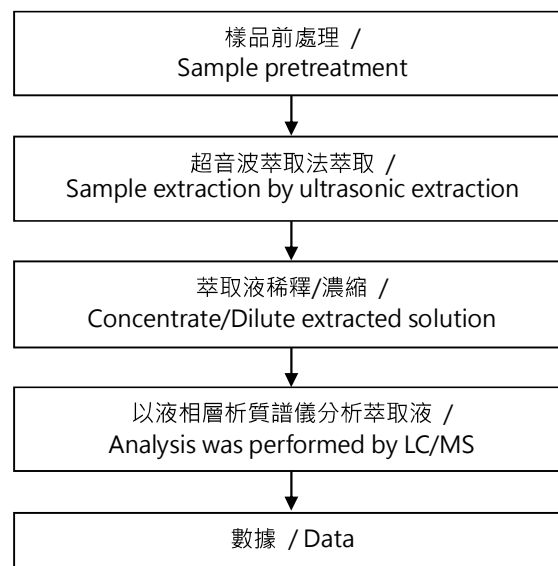 樣品前處理 /
Sample pretreatment
超音波萃取法萃取 /
Sample extraction by ultrasonic extraction
萃取液稀釋/濃縮 /
Concentrate/Dilute extracted solution
以液相層析質譜儀分析萃取液 /
Analysis was performed by LC/MS
數據 / Data